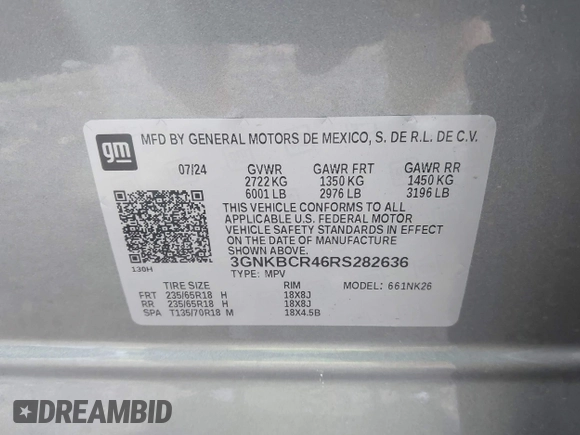 gm
MFD BY GENERAL MOTORS DE MEXICO, S. DE R.L. DE C.V.
07/24 GVWR GAWR FRT GAWR RR
2722 KG 1350 KG 1450 KG
6001 LB 2976 LB 3196 LB
THIS VEHICLE CONFORMS TO ALL
APPLICABLE U.S. FEDERAL MOTOR
VEHICLE SAFETY STANDARDS IN EFFECT
ON THE DATE OF MANUFACTURE
SHOWN ABOVE.
3GNKBCR46RS282636
130H TYPE: MPV MODEL: 661NK26
TIRE SIZE RIM
FRT 235/65R18 H 18X8J
RR 235/65R18 H 18X8J
SPA T135/70R18 M 18X4.5B
DREAMBID